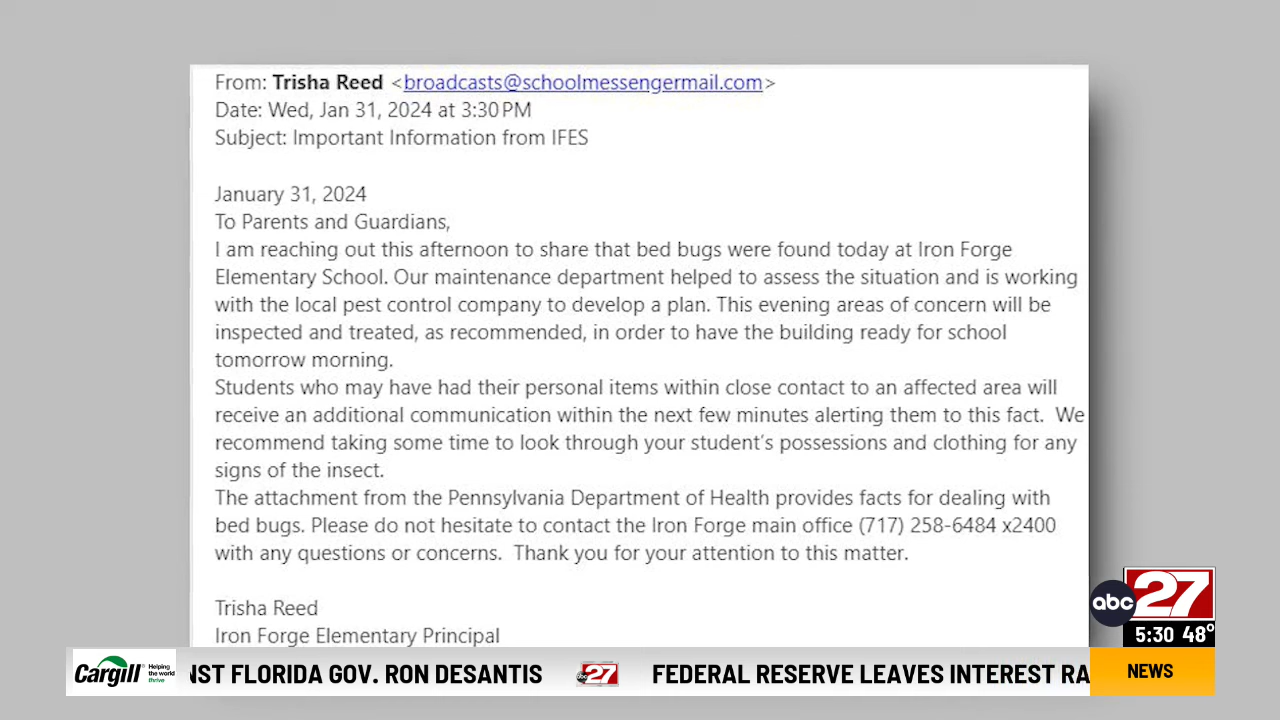 From: Trisha Reed <broadcasts@schoolmessengermail.com>
Date: Wed, Jan 31, 2024 at 3:30 PM
Subject: Important Information from IFES
January 31, 2024
To Parents and Guardians,
I am reaching out this afternoon to share that bed bugs were found today at Iron Forge
Elementary School. Our maintenance department helped to assess the situation and is working
with the local pest control company to develop a plan. This evening areas of concern will be
inspected and treated, as recommended, in order to have the building ready for school
tomorrow morning.
Students who may have had their personal items within close contact to an affected area will
receive an additional communication within the next few minutes alerting them to this fact.  We
recommend taking some time to look through your student's possessions and clothing for any
signs of the insect.
The attachment from the Pennsylvania Department of Health provides facts for dealing with
bed bugs. Please do not hesitate to contact the Iron Forge main office (717) 258-6484 x2400
with any questions or concerns.  Thank you for your attention to this matter.
Trisha Reed
Iron Forge Elementary Principal
abc 27
5:30 48°
Cargill® Helping
the world
thrive
NST FLORIDA GOV. RON DESANTIS abc 27 FEDERAL RESERVE LEAVES INTEREST RA
NEWS